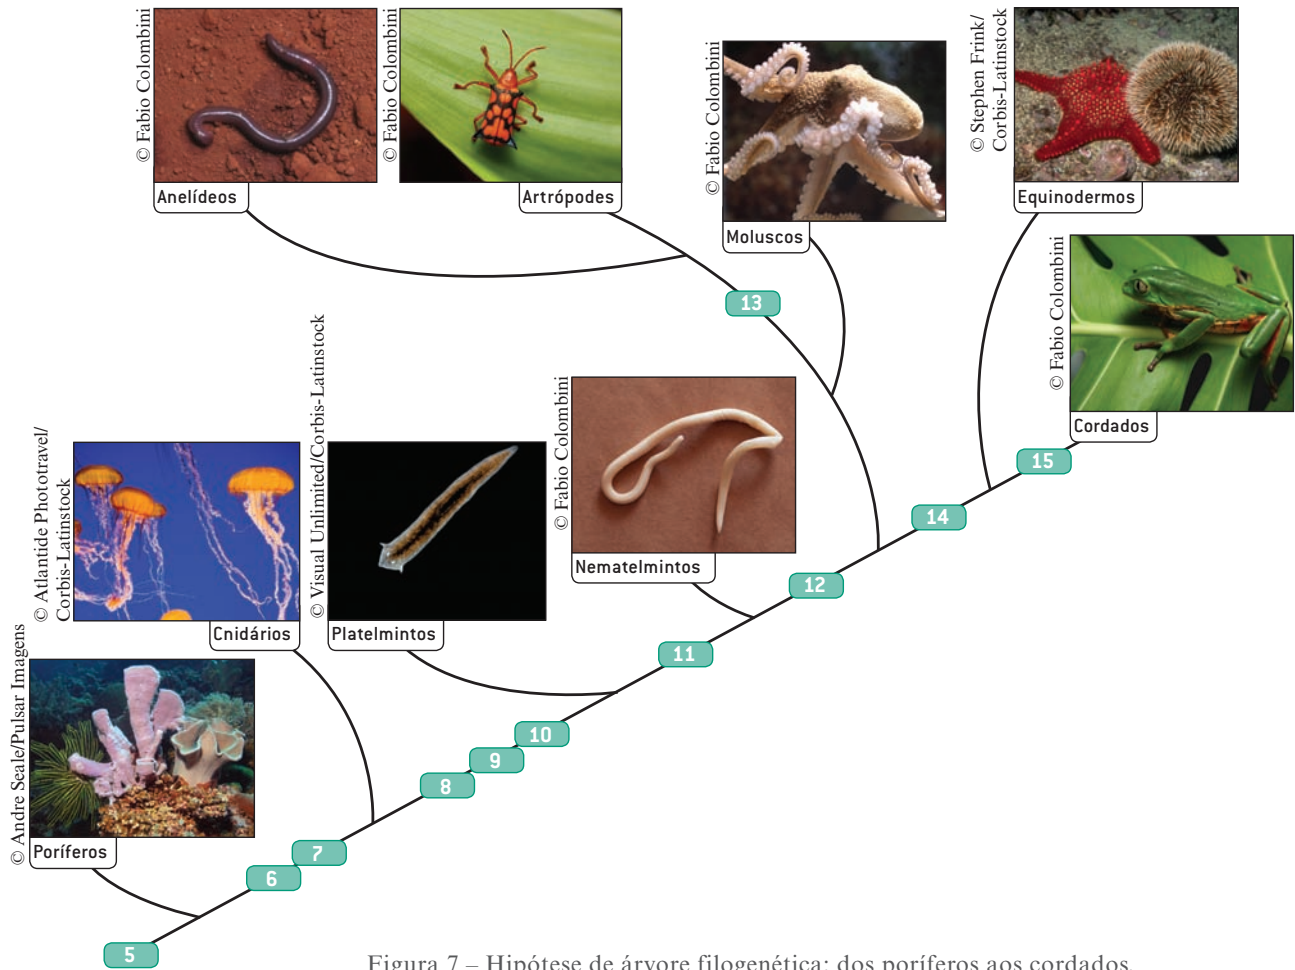 © Fabio Colombini
Anelídeos
© Fabio Colombini
Artrópodes
© Fabio Colombini
Moluscos
© Stephen Frink/
Corbis-Latinstock
Equinodermos
© Fabio Colombini
Cordados
13
© Atlantide Phototravel/
Corbis-Latinstock
Cnidários
© Visual Unlimited/Corbis-Latinstock
Platelmintos
© Fabio Colombini
Nematelmintos
15
14
12
11
10
9
8
7
6
5
© Andre Seale/Pulsar Imagens
Poríferos
Figura 7 – Hipótese de árvore filogenética: dos poríferos aos cordados